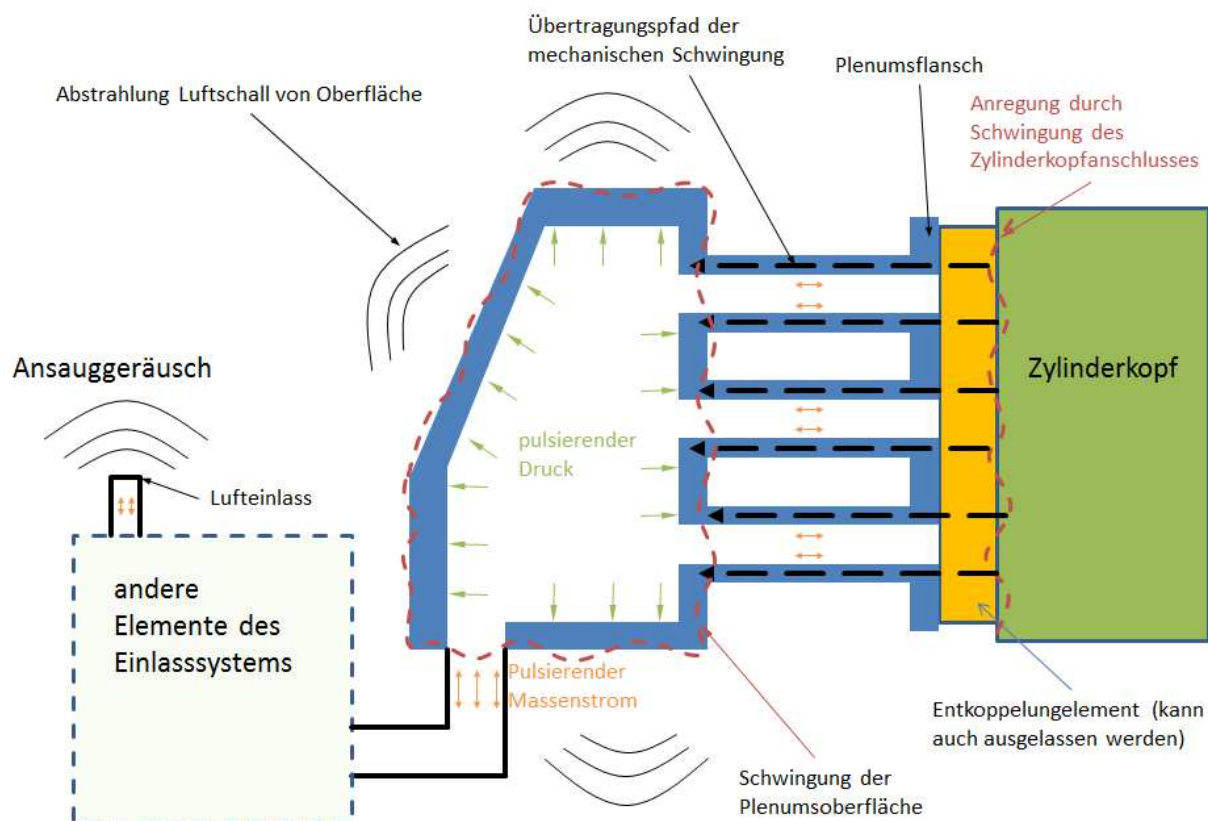 Übertragungspfad der
mechanischen Schwingung
Plenumsflansch
Abstrahlung Luftschall von Oberfläche
Anregung durch
Schwingung des
Zylinderkopfanschlusses
Ansauggeräusch
Zylinderkopf
pulsierender
Druck
Lufteinlass
andere
Elemente des
Einlasssystems
Pulsierender
Massenstrom
Entkoppelungelement (kann
auch ausgelassen werden)
Schwingung der
Plenumsoberfläche